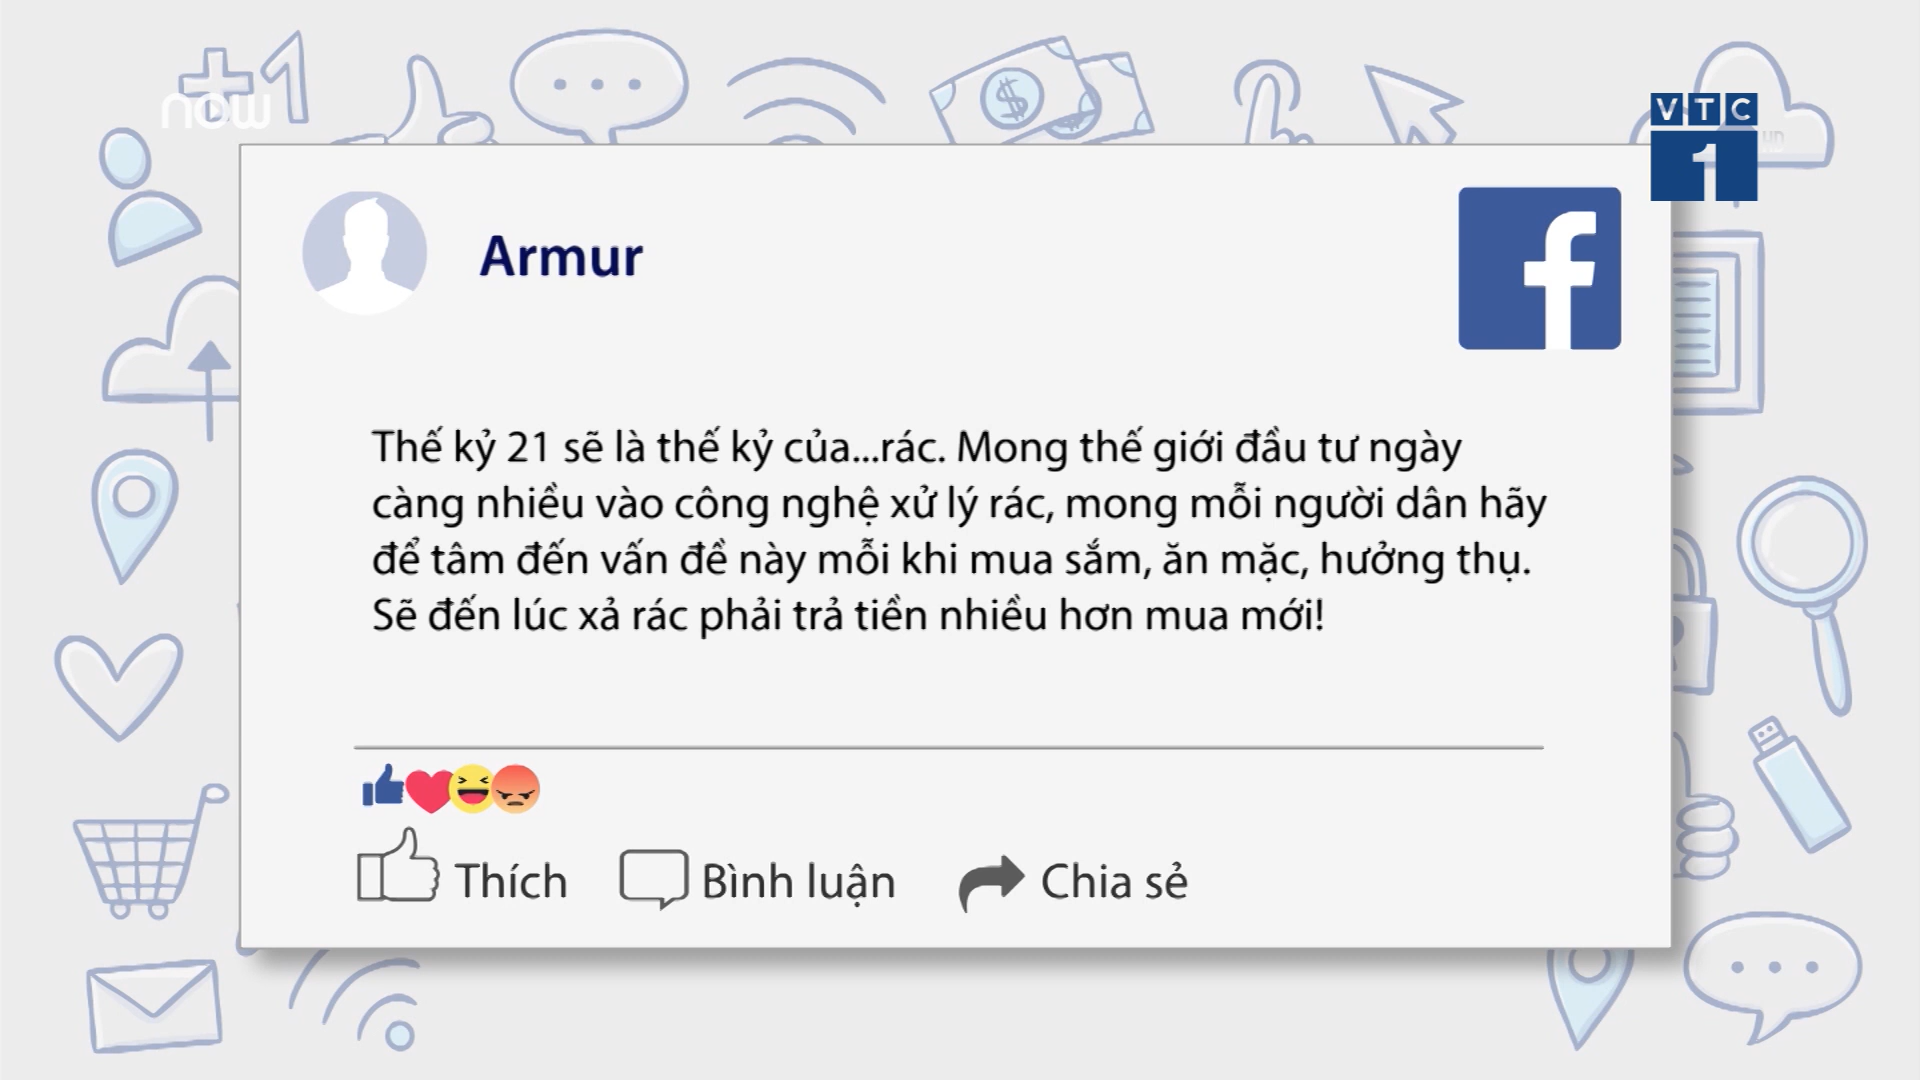 +1
now
VTC
1
HD
Armur
Thế kỷ 21 sẽ là thế kỷ của...rác. Mong thế giới đầu tư ngày
càng nhiều vào công nghệ xử lý rác, mong mỗi người dân hãy
để tâm đến vấn đề này mỗi khi mua sắm, ăn mặc, hưởng thụ.
Sẽ đến lúc xả rác phải trả tiền nhiều hơn mua mới!
Thích Bình luận Chia sẻ